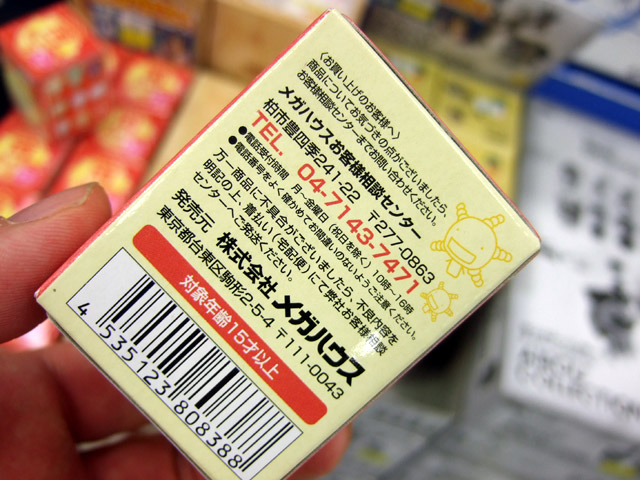 〈お買い上げのお客様へ〉
商品についてお気づきの点がございましたら、
お客様相談センターまでお問い合わせください。
メガハウスお客様相談センター
柏市豊四季241-22 〒277-0863
TEL. 04-7143-7471
●電話受付時間 月～金曜日(祝日を除く)10時～16時
●電話番号をよく確かめてお間違いのないようご注意ください。
万一商品に不具合がございましたら、不良内容を
明記の上、着払い(宅配便)にて弊社お客様相談
センターへご発送ください。
発売元 株式会社メガハウス
東京都台東区駒形2-5-4 〒111-0043
対象年齢15才以上
4 535123 808388